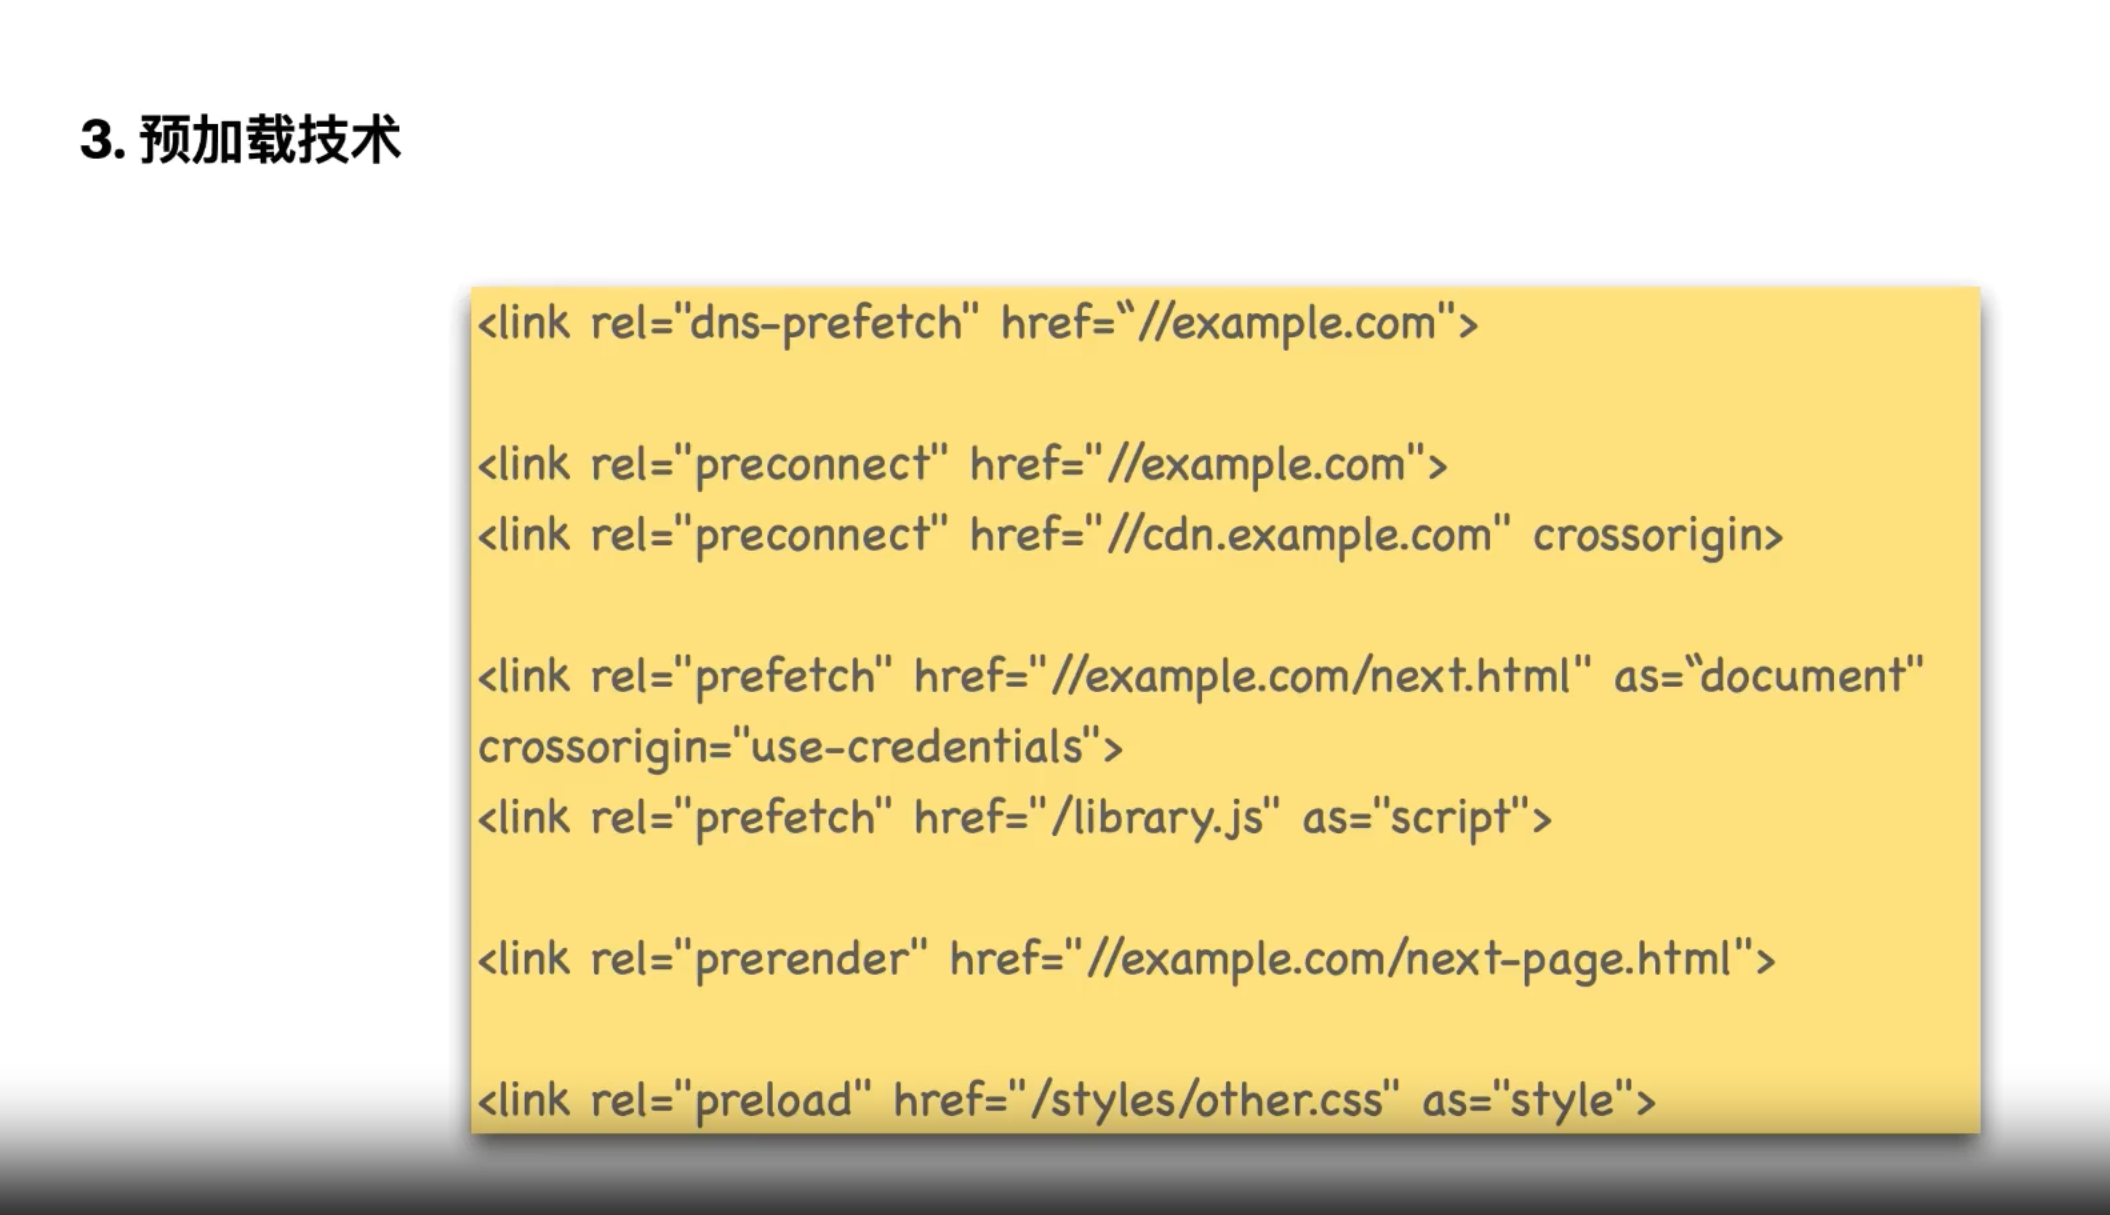 3. 预加载技术
<link rel="dns-prefetch" href=“//example.com">
<link rel="preconnect" href="//example.com">
<link rel="preconnect" href="//cdn.example.com" crossorigin>
<link rel="prefetch" href="//example.com/next.html" as=“document"
crossorigin="use-credentials">
<link rel="prefetch" href="/library.js" as="script">
<link rel="prerender" href="//example.com/next-page.html">
<link rel="preload" href="/styles/other.css" as="style">